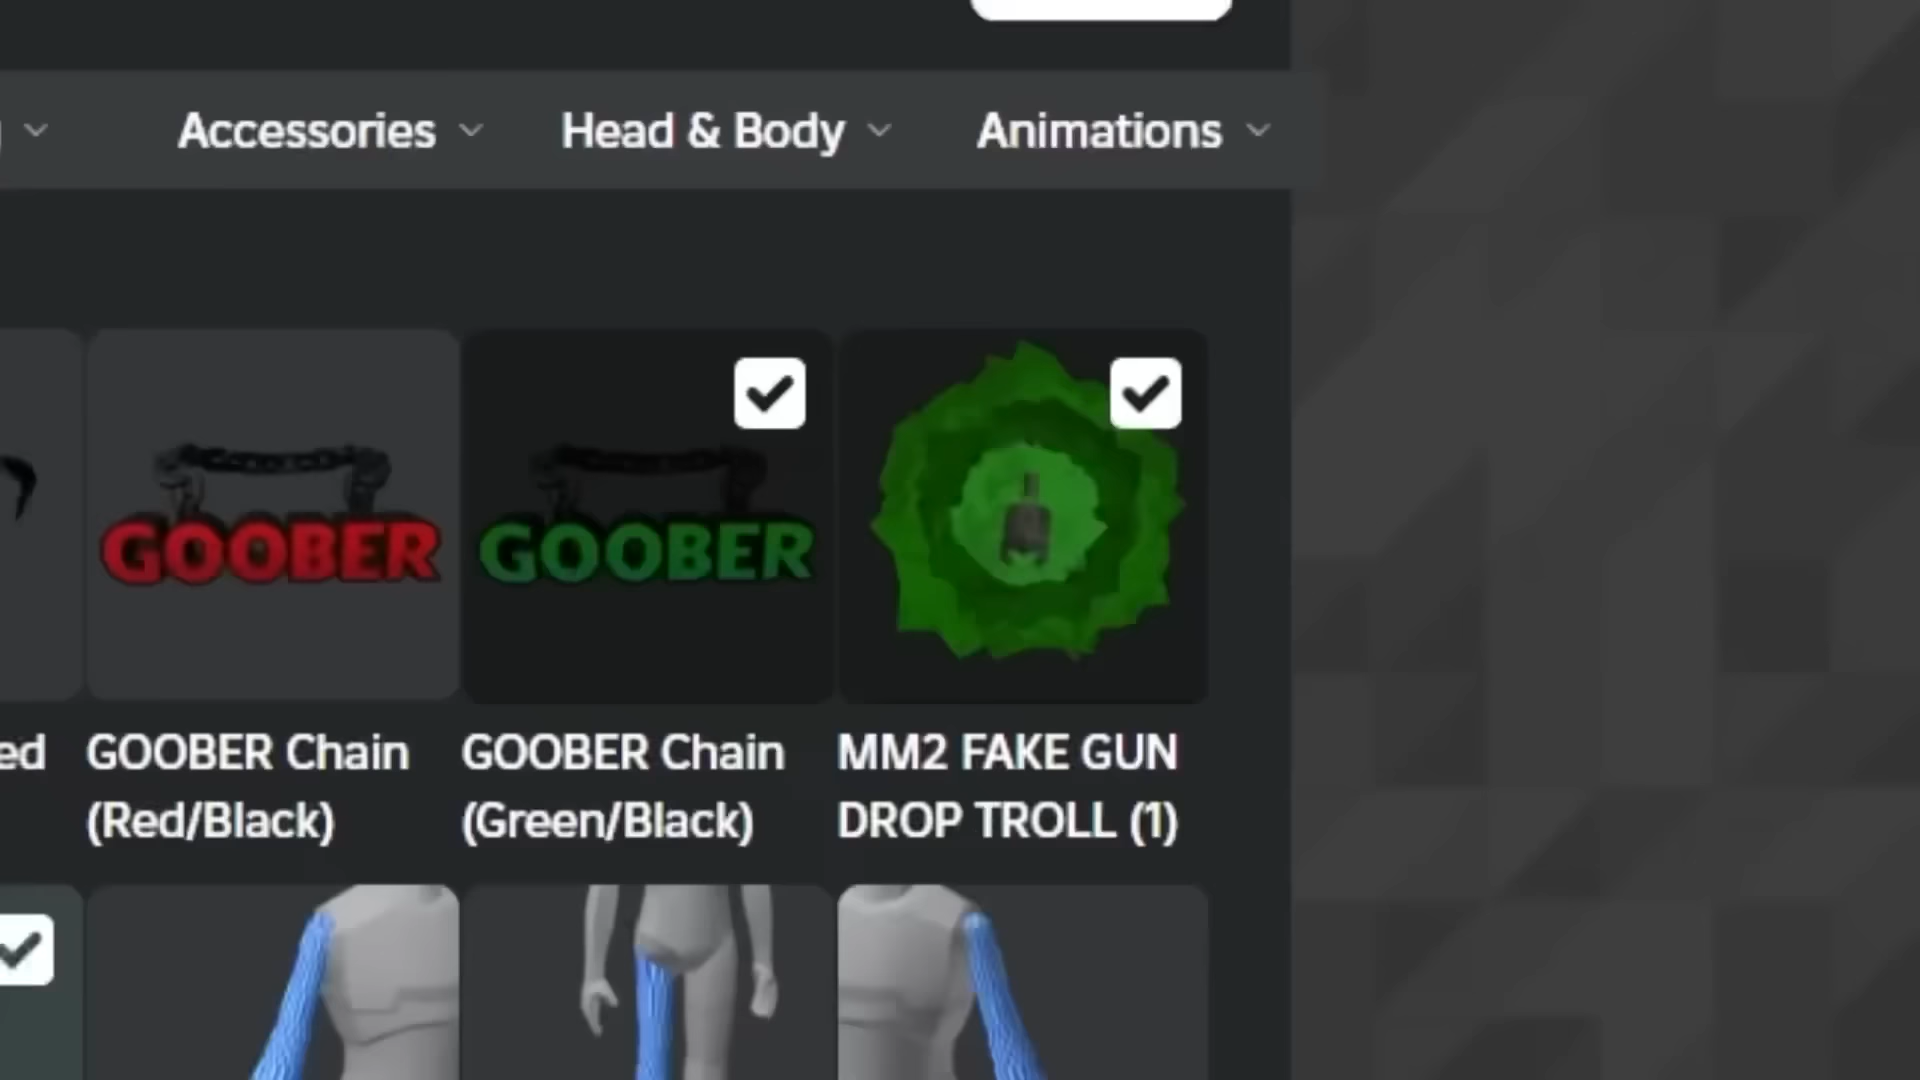 Accessories
Head & Body
Animations
GOOBER
GOOBER
ed
GOOBER Chain
(Red/Black)
GOOBER Chain
(Green/Black)
MM2 FAKE GUN
DROP TROLL (1)